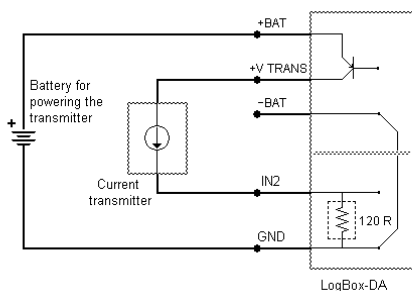 +BAT
+V TRANS
Battery for
powering the
transmitter
+
−BAT
Current
transmitter
IN2
120 R
GND
LogBox-DA